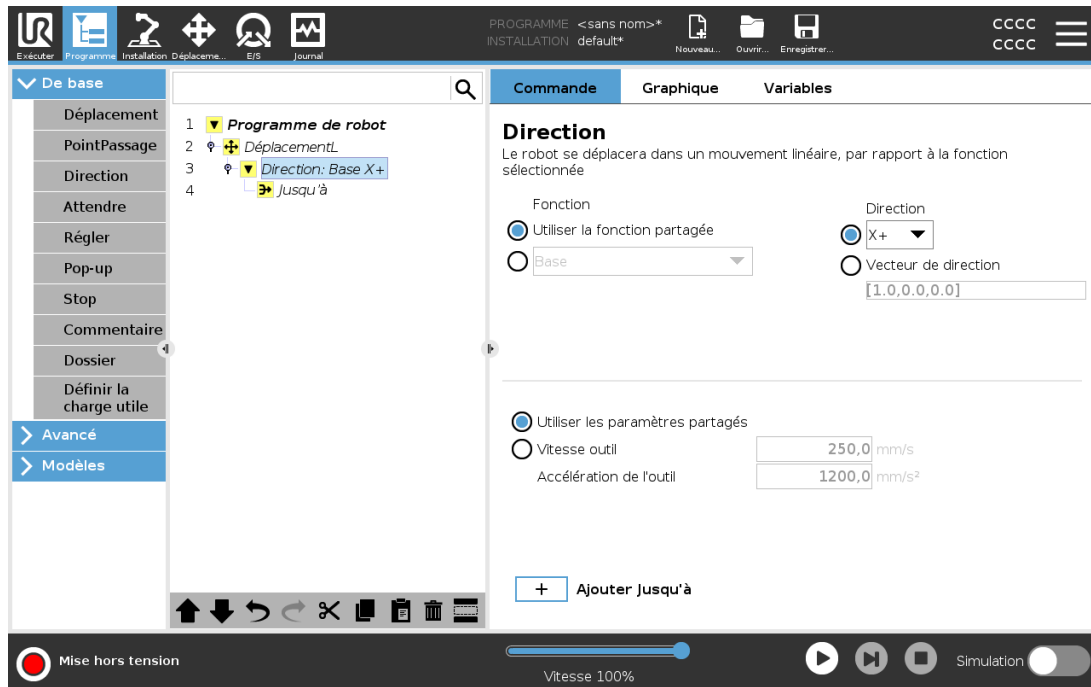 PROGRAMME <sans nom>*
INSTALLATION default*
Exécuter Programme Installation Déplaceme... E/S Journal
Nouveau... Ouvrir... Enregistrer...
CCCC
CCCC
De base
Déplacement
PointPassage
Direction
Attendre
Régler
Pop-up
Stop
Commentaire
Dossier
Définir la
charge utile
Avancé
Modèles
1 Programme de robot
2 DéplacementL
3 Direction: Base X+
4 Jusqu'à
Commande Graphique Variables
Direction
Le robot se déplacera dans un mouvement linéaire, par rapport à la fonction
sélectionnée
Fonction
Utiliser la fonction partagée
Base
Direction
X+
Vecteur de direction
[1.0,0.0,0.0]
Utiliser les paramètres partagés
Vitesse outil 250,0 mm/s
Accélération de l'outil 1200,0 mm/s²
+ Ajouter Jusqu'à
Mise hors tension
Vitesse 100%
Simulation